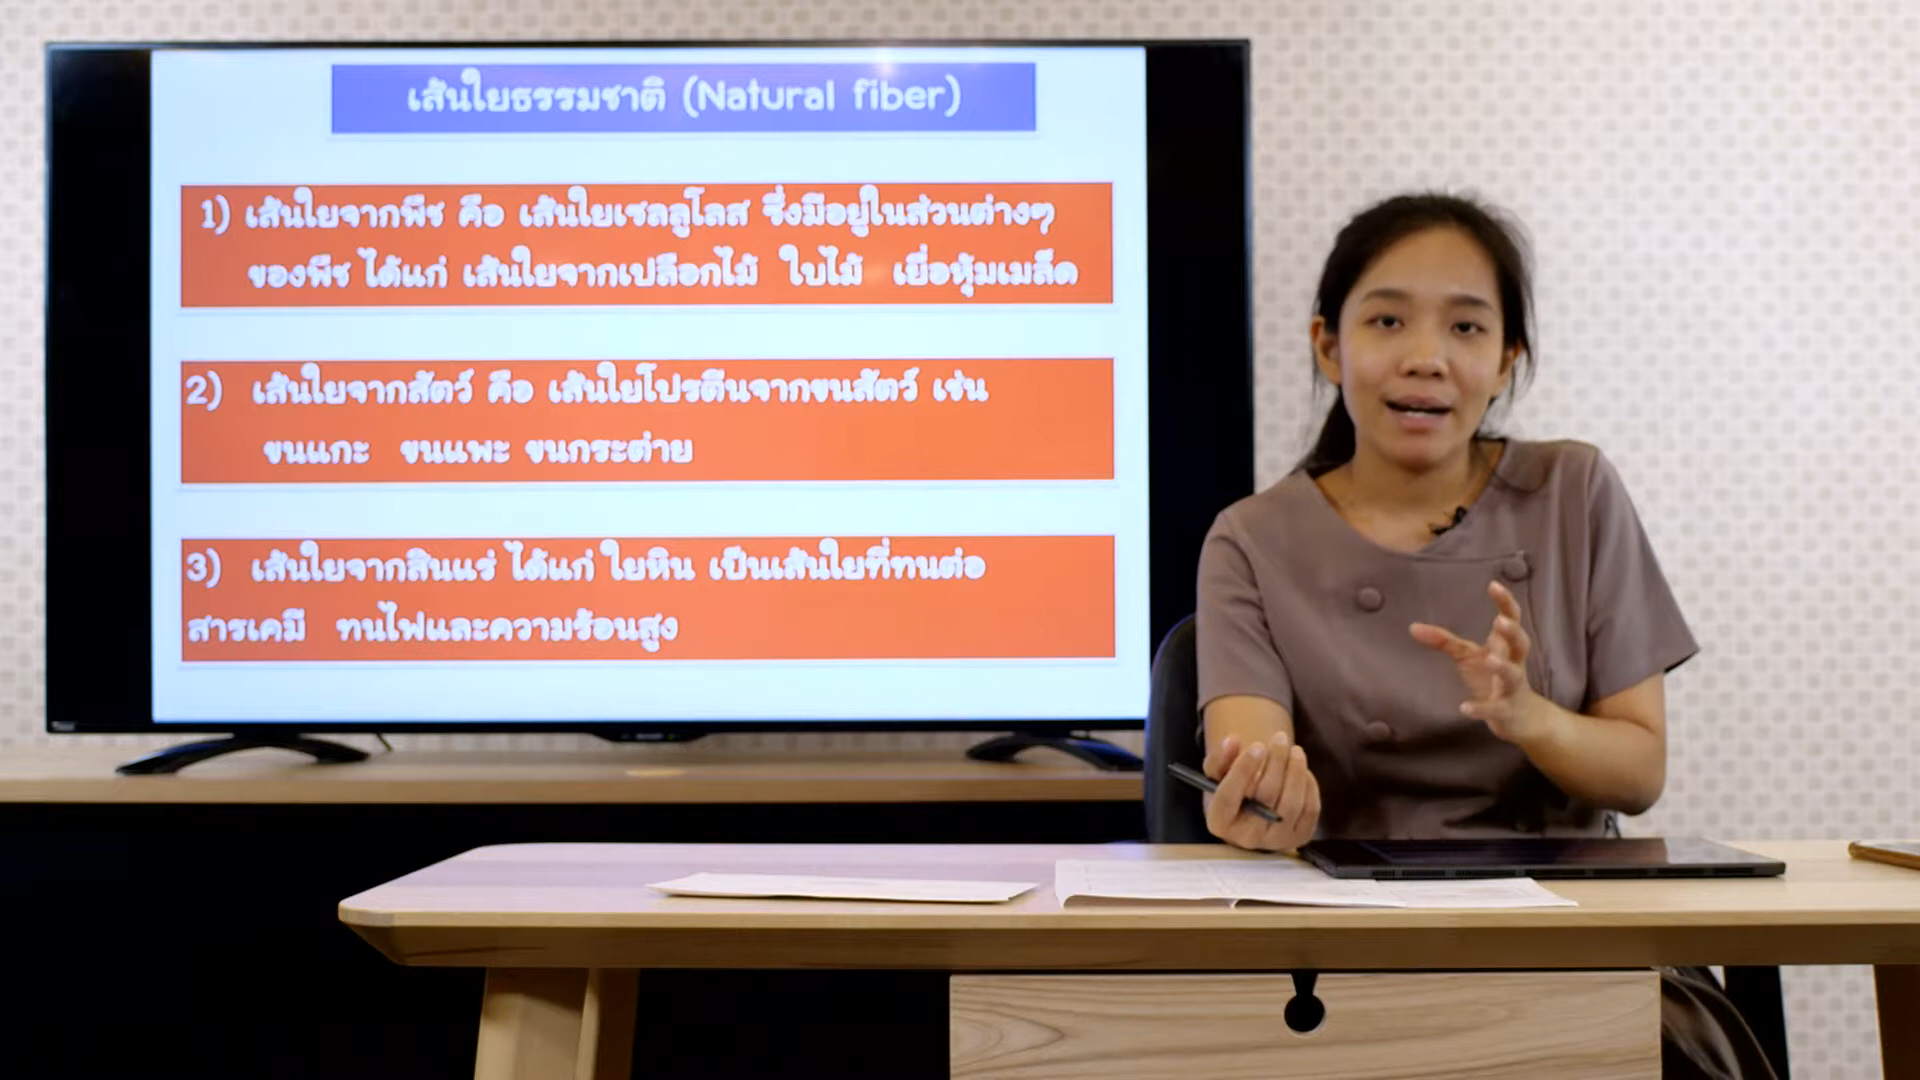 เส้นใยธรรมชาติ (Natural fiber)
1) เส้นใยจากพืช คือ เส้นใยเซลลูโลส ซึ่งมีอยู่ในส่วนต่างๆ
ของพืช ได้แก่ เส้นใยจากเปลือกไม้ ใบไม้ เยื่อหุ้มเมล็ด
2) เส้นใยจากสัตว์ คือ เส้นใยโปรตีนจากขนสัตว์ เช่น
ขนแกะ ขนแพะ ขนกระต่าย
3) เส้นใยจากสินแร่ ได้แก่ ใยหิน เป็นเส้นใยที่ทนต่อ
สารเคมี ทนไฟและความร้อนสูง